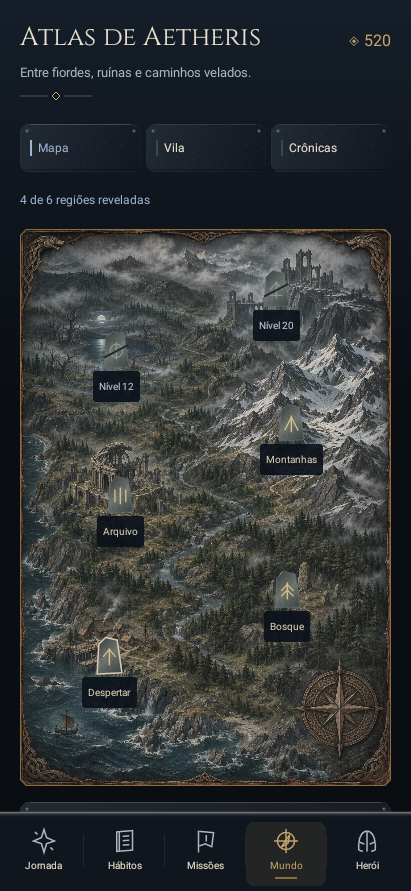 Atlas de Aetheris
520
Entre fiordes, ruínas e caminhos velados.
Mapa
Vila
Crônicas
4 de 6 regiões reveladas
Nível 20
Nível 12
Montanhas
Arquivo
Bosque
Despertar
Jornada
Hábitos
Missões
Mundo
Herói